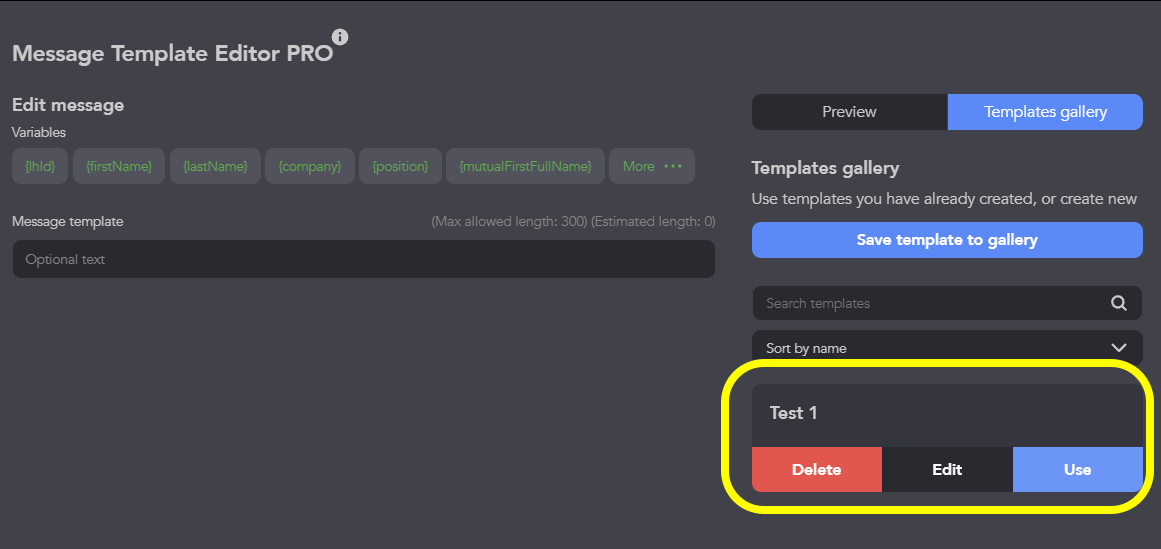 Message Template Editor PRO
Edit message
Variables
{lhId} {firstName} {lastName} {company} {position} {mutualFirstFullName} More •••
Message template (Max allowed length: 300) (Estimated length: 0)
Optional text
Preview Templates gallery
Templates gallery
Use templates you have already created, or create new
Save template to gallery
Search templates
Sort by name
Test 1
Delete Edit Use